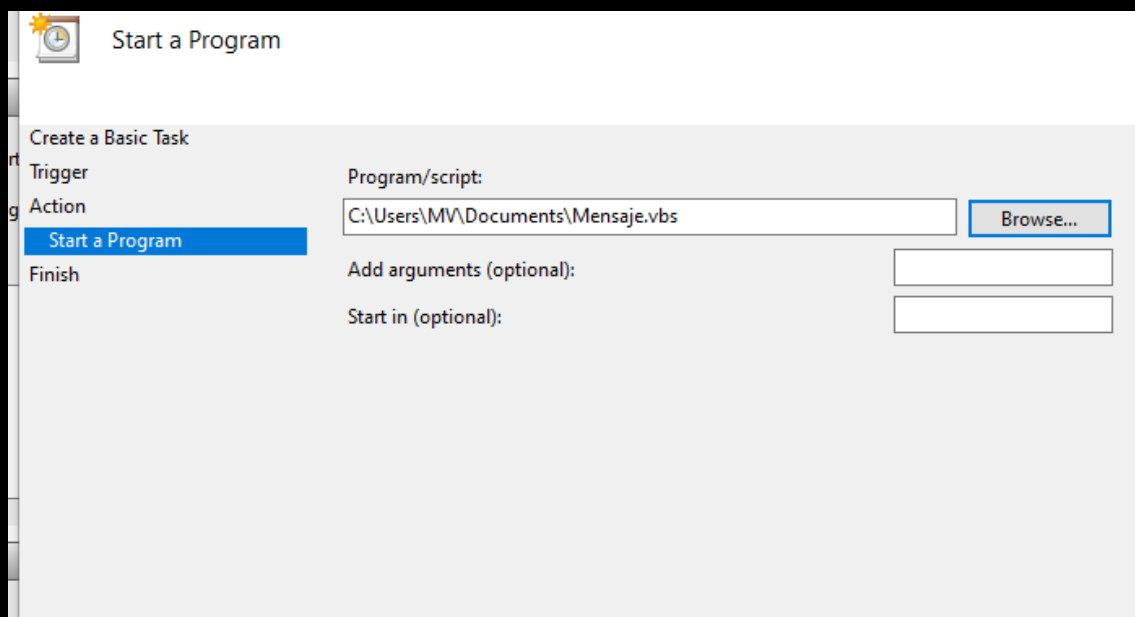 Start a Program
Create a Basic Task
Trigger
Action
Start a Program
Finish
Program/script:
C:\Users\MV\Documents\Mensaje.vbs
Browse...
Add arguments (optional):
Start in (optional):